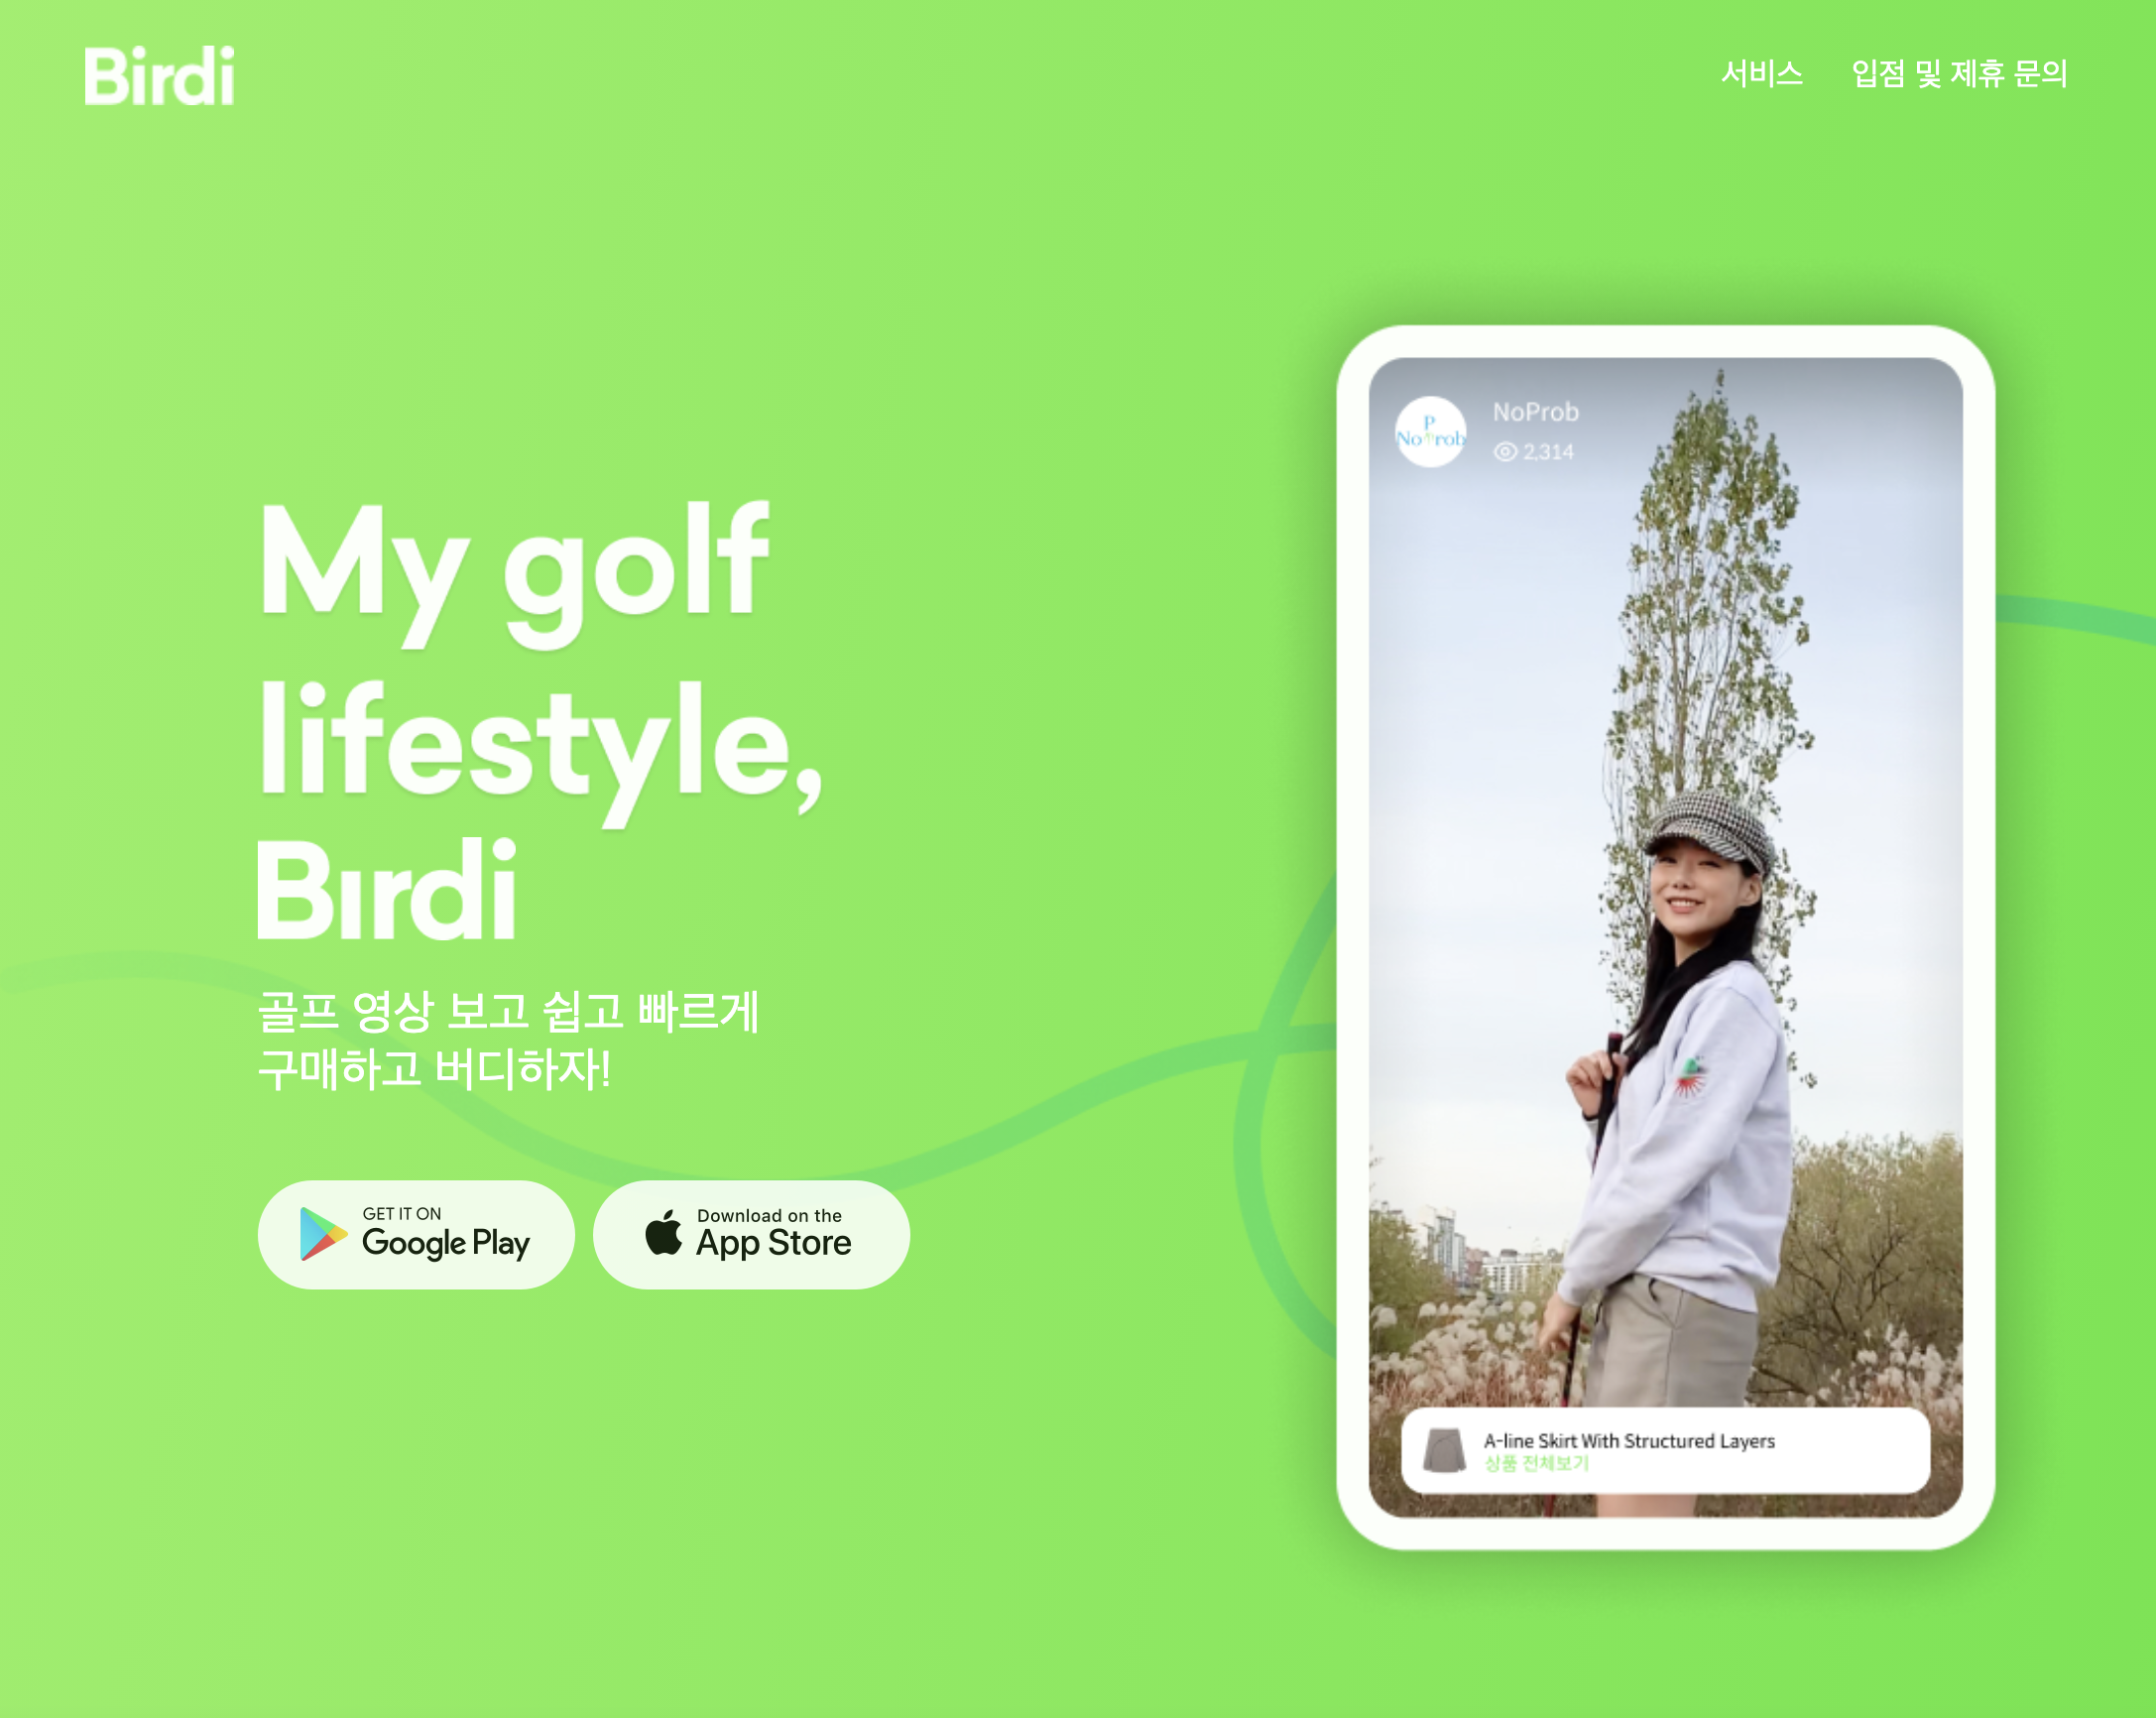 Birdi
서비스 입점 및 제휴 문의
My golf
lifestyle,
Bırdi
골프 영상 보고 쉽고 빠르게
구매하고 버디하자!
GET IT ON
Google Play
Download on the
App Store
P
NoProb
NoProb
2,314
A-line Skirt With Structured Layers
상품 전체보기